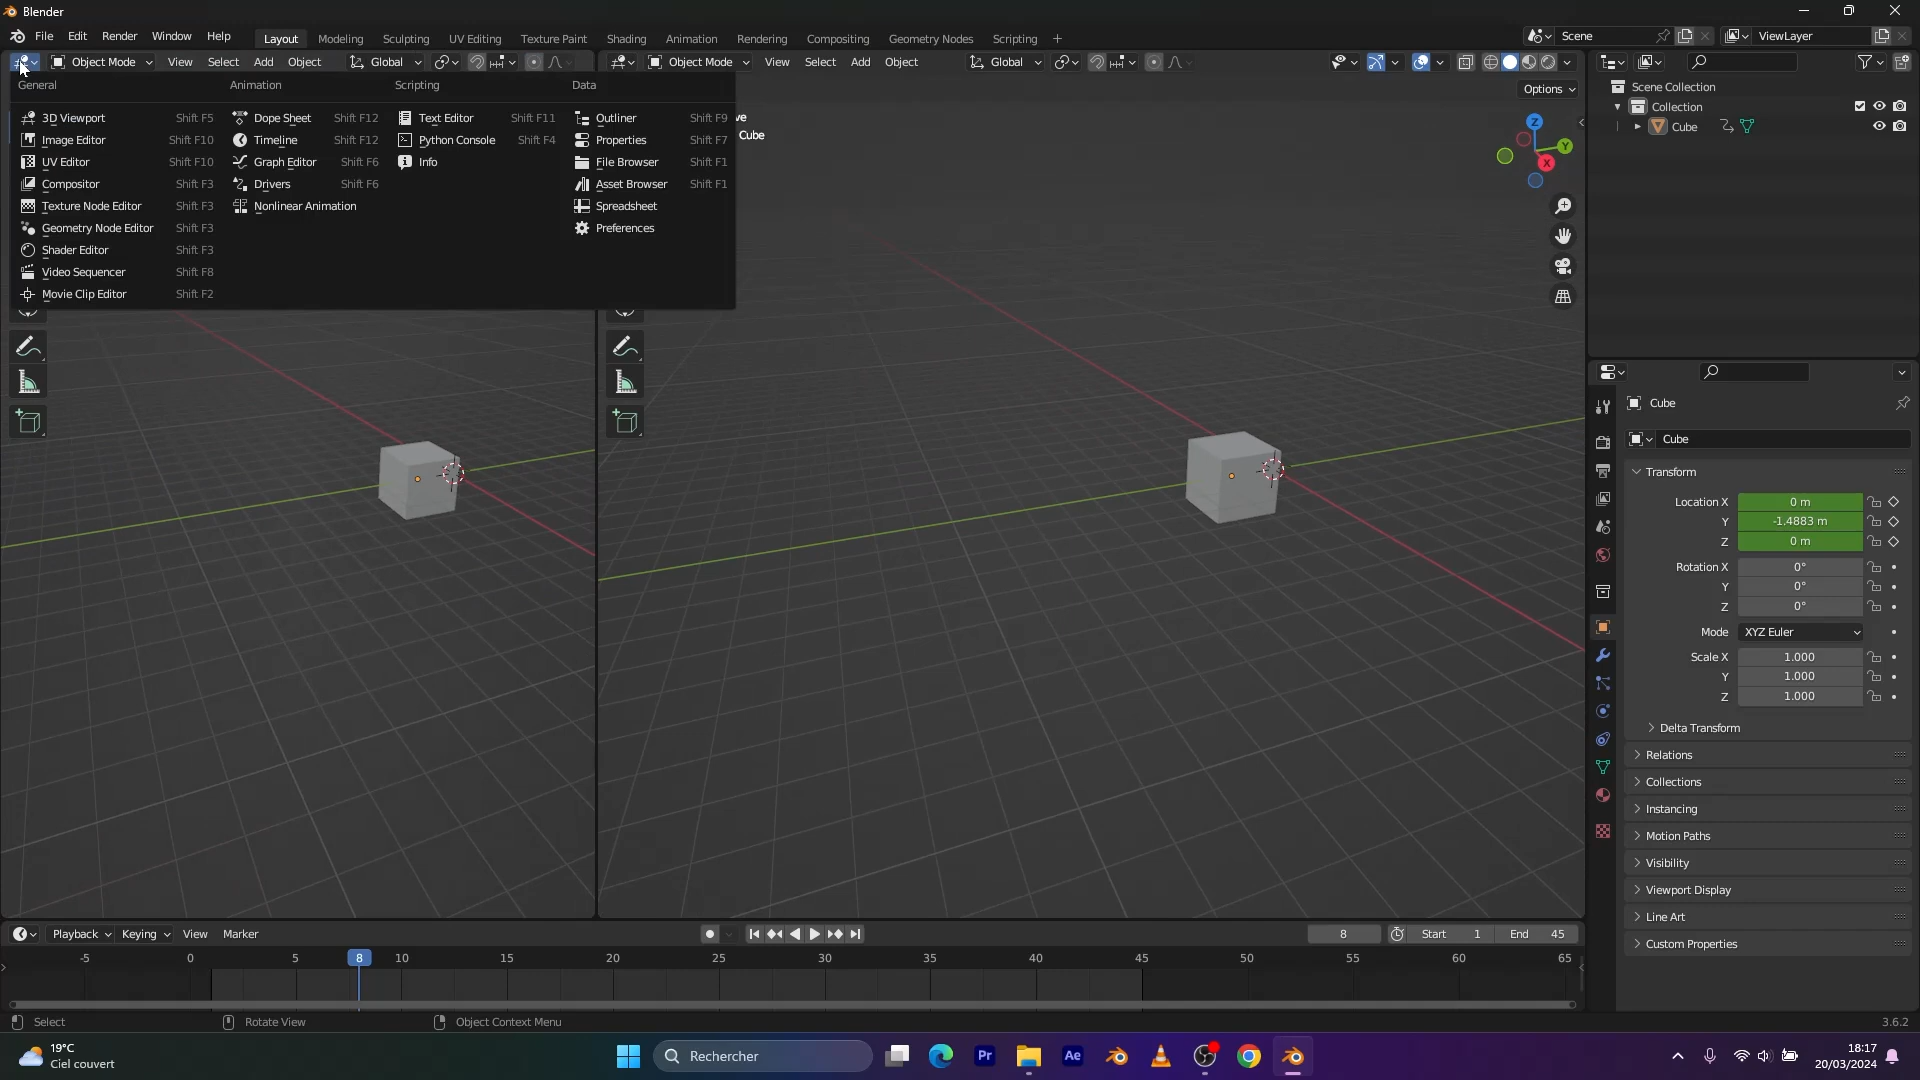 Blender
File Edit Render Window Help Layout Modeling Sculpting UV Editing Texture Paint Shading Animation Rendering Compositing Geometry Nodes Scripting + Scene ViewLayer
Object Mode View Select Add Object Global Object Mode View Select Add Object Global
Options
General
3D Viewport Shift F5
Image Editor Shift F10
UV Editor Shift F10
Compositor Shift F3
Texture Node Editor Shift F3
Geometry Node Editor Shift F3
Shader Editor Shift F3
Video Sequencer Shift F8
Movie Clip Editor Shift F2
Animation
Dope Sheet Shift F12
Timeline Shift F12
Graph Editor Shift F6
Drivers Shift F6
Nonlinear Animation
Scripting
Text Editor Shift F11
Python Console Shift F4
Info
Data
Outliner Shift F9
Properties Shift F7
File Browser Shift F1
Asset Browser Shift F1
Spreadsheet
Preferences
ve
Cube
Z
Y
X
Scene Collection
Collection
Cube
Cube
Cube
Transform
Location X 0 m
Y -1.4883 m
Z 0 m
Rotation X 0°
Y 0°
Z 0°
Mode XYZ Euler
Scale X 1.000
Y 1.000
Z 1.000
Delta Transform
Relations
Collections
Instancing
Motion Paths
Visibility
Viewport Display
Line Art
Custom Properties
Playback Keying View Marker 8 Start 1 End 45
-5 0 5 8 10 15 20 25 30 35 40 45 50 55 60 65
Select Rotate View Object Context Menu 3.6.2
19°C
Ciel couvert
Rechercher
Pr
Ae
18:17
20/03/2024